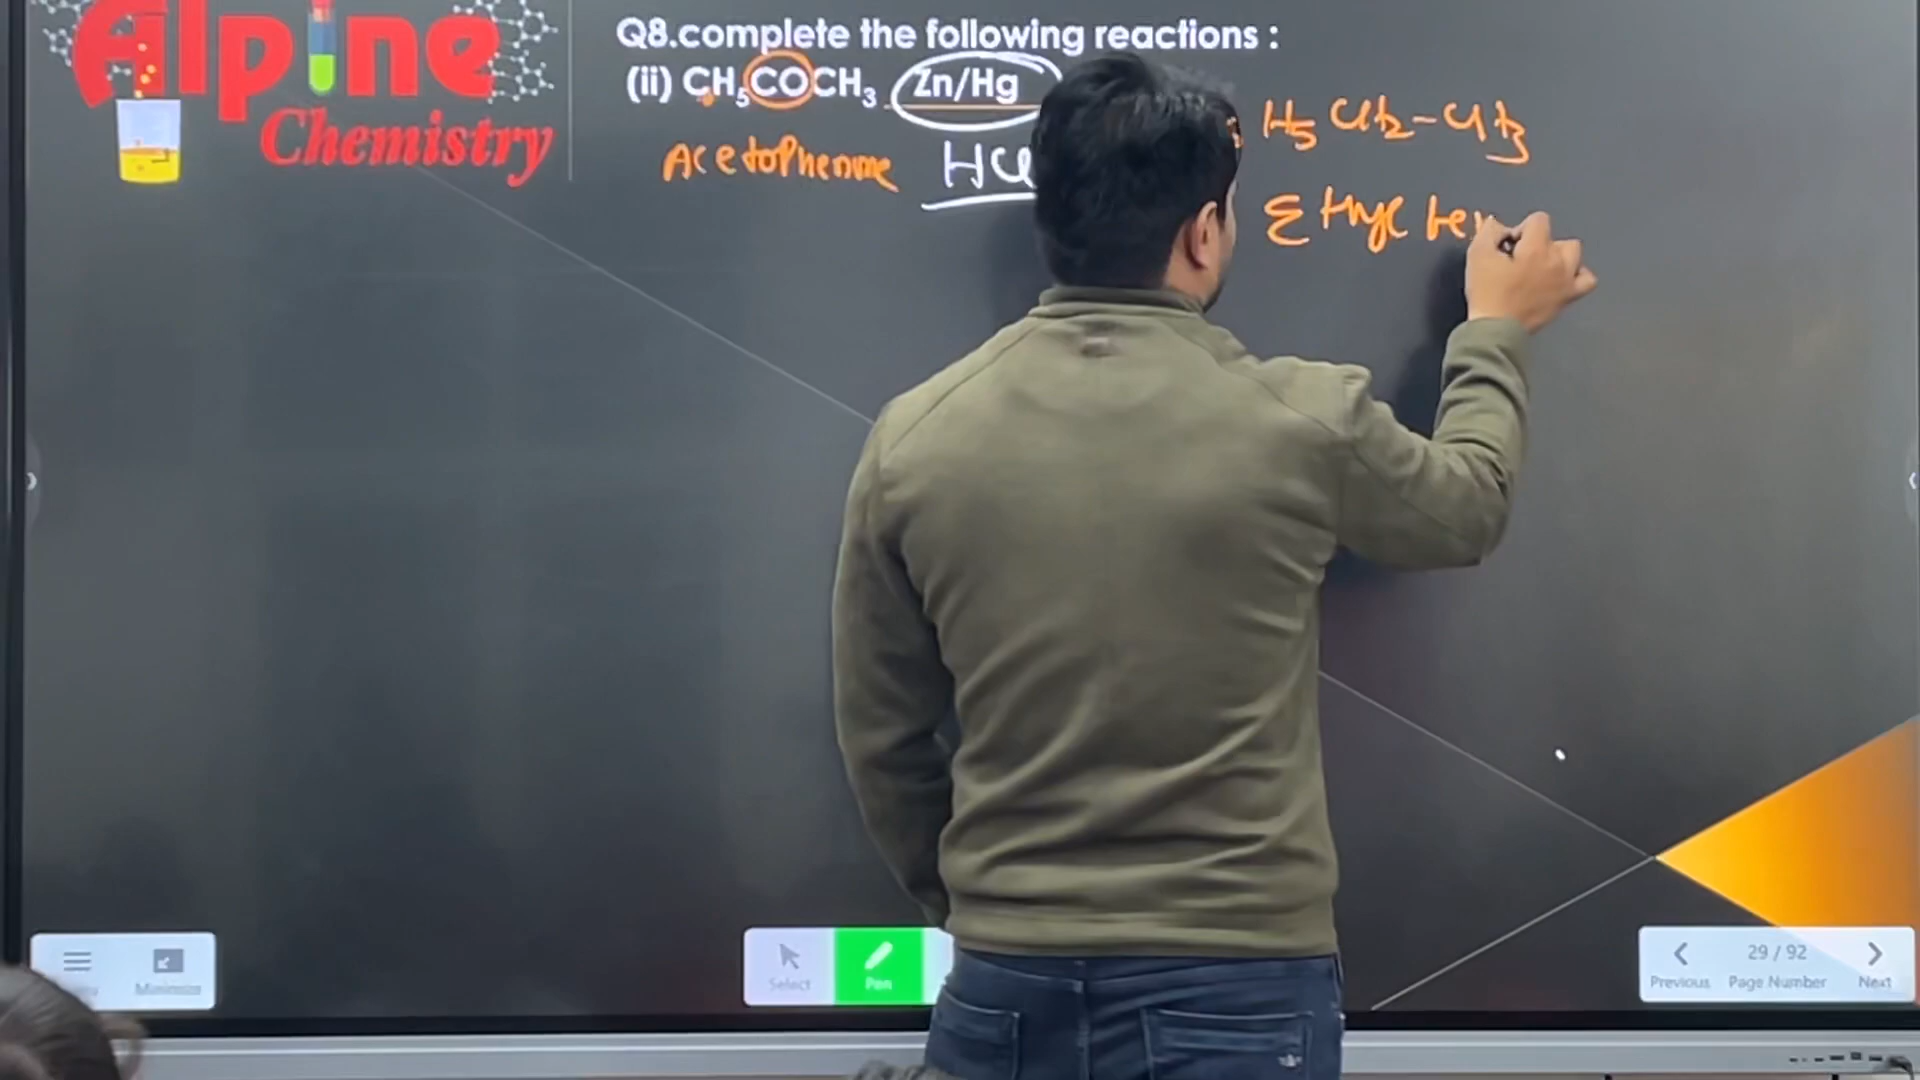 Alpine
Chemistry
Q8.complete the following reactions :
(ii) CH5COCH3 Zn/Hg
H5 CH2-CH3
Acetophenone HCl
Ethyl
Minimize
Select
Pen
29 / 92
Previous Page Number Next